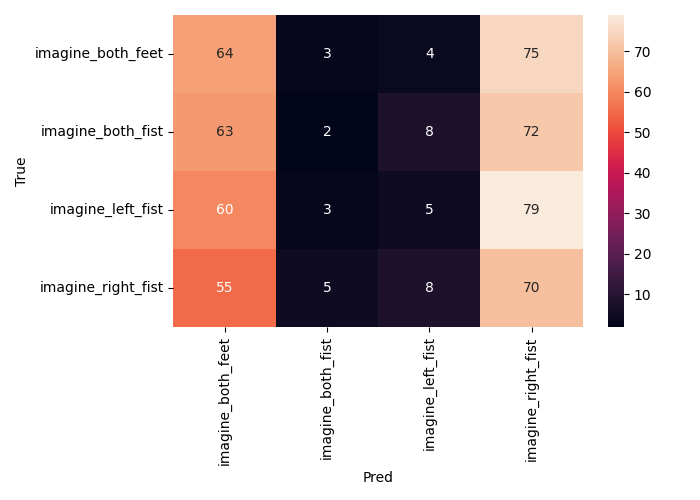 True
imagine_both_feet 64 3 4 75
imagine_both_fist 63 2 8 72
imagine_left_fist 60 3 5 79
imagine_right_fist 55 5 8 70
imagine_both_feet
imagine_both_fist
imagine_left_fist
imagine_right_fist
Pred
70
60
50
40
30
20
10